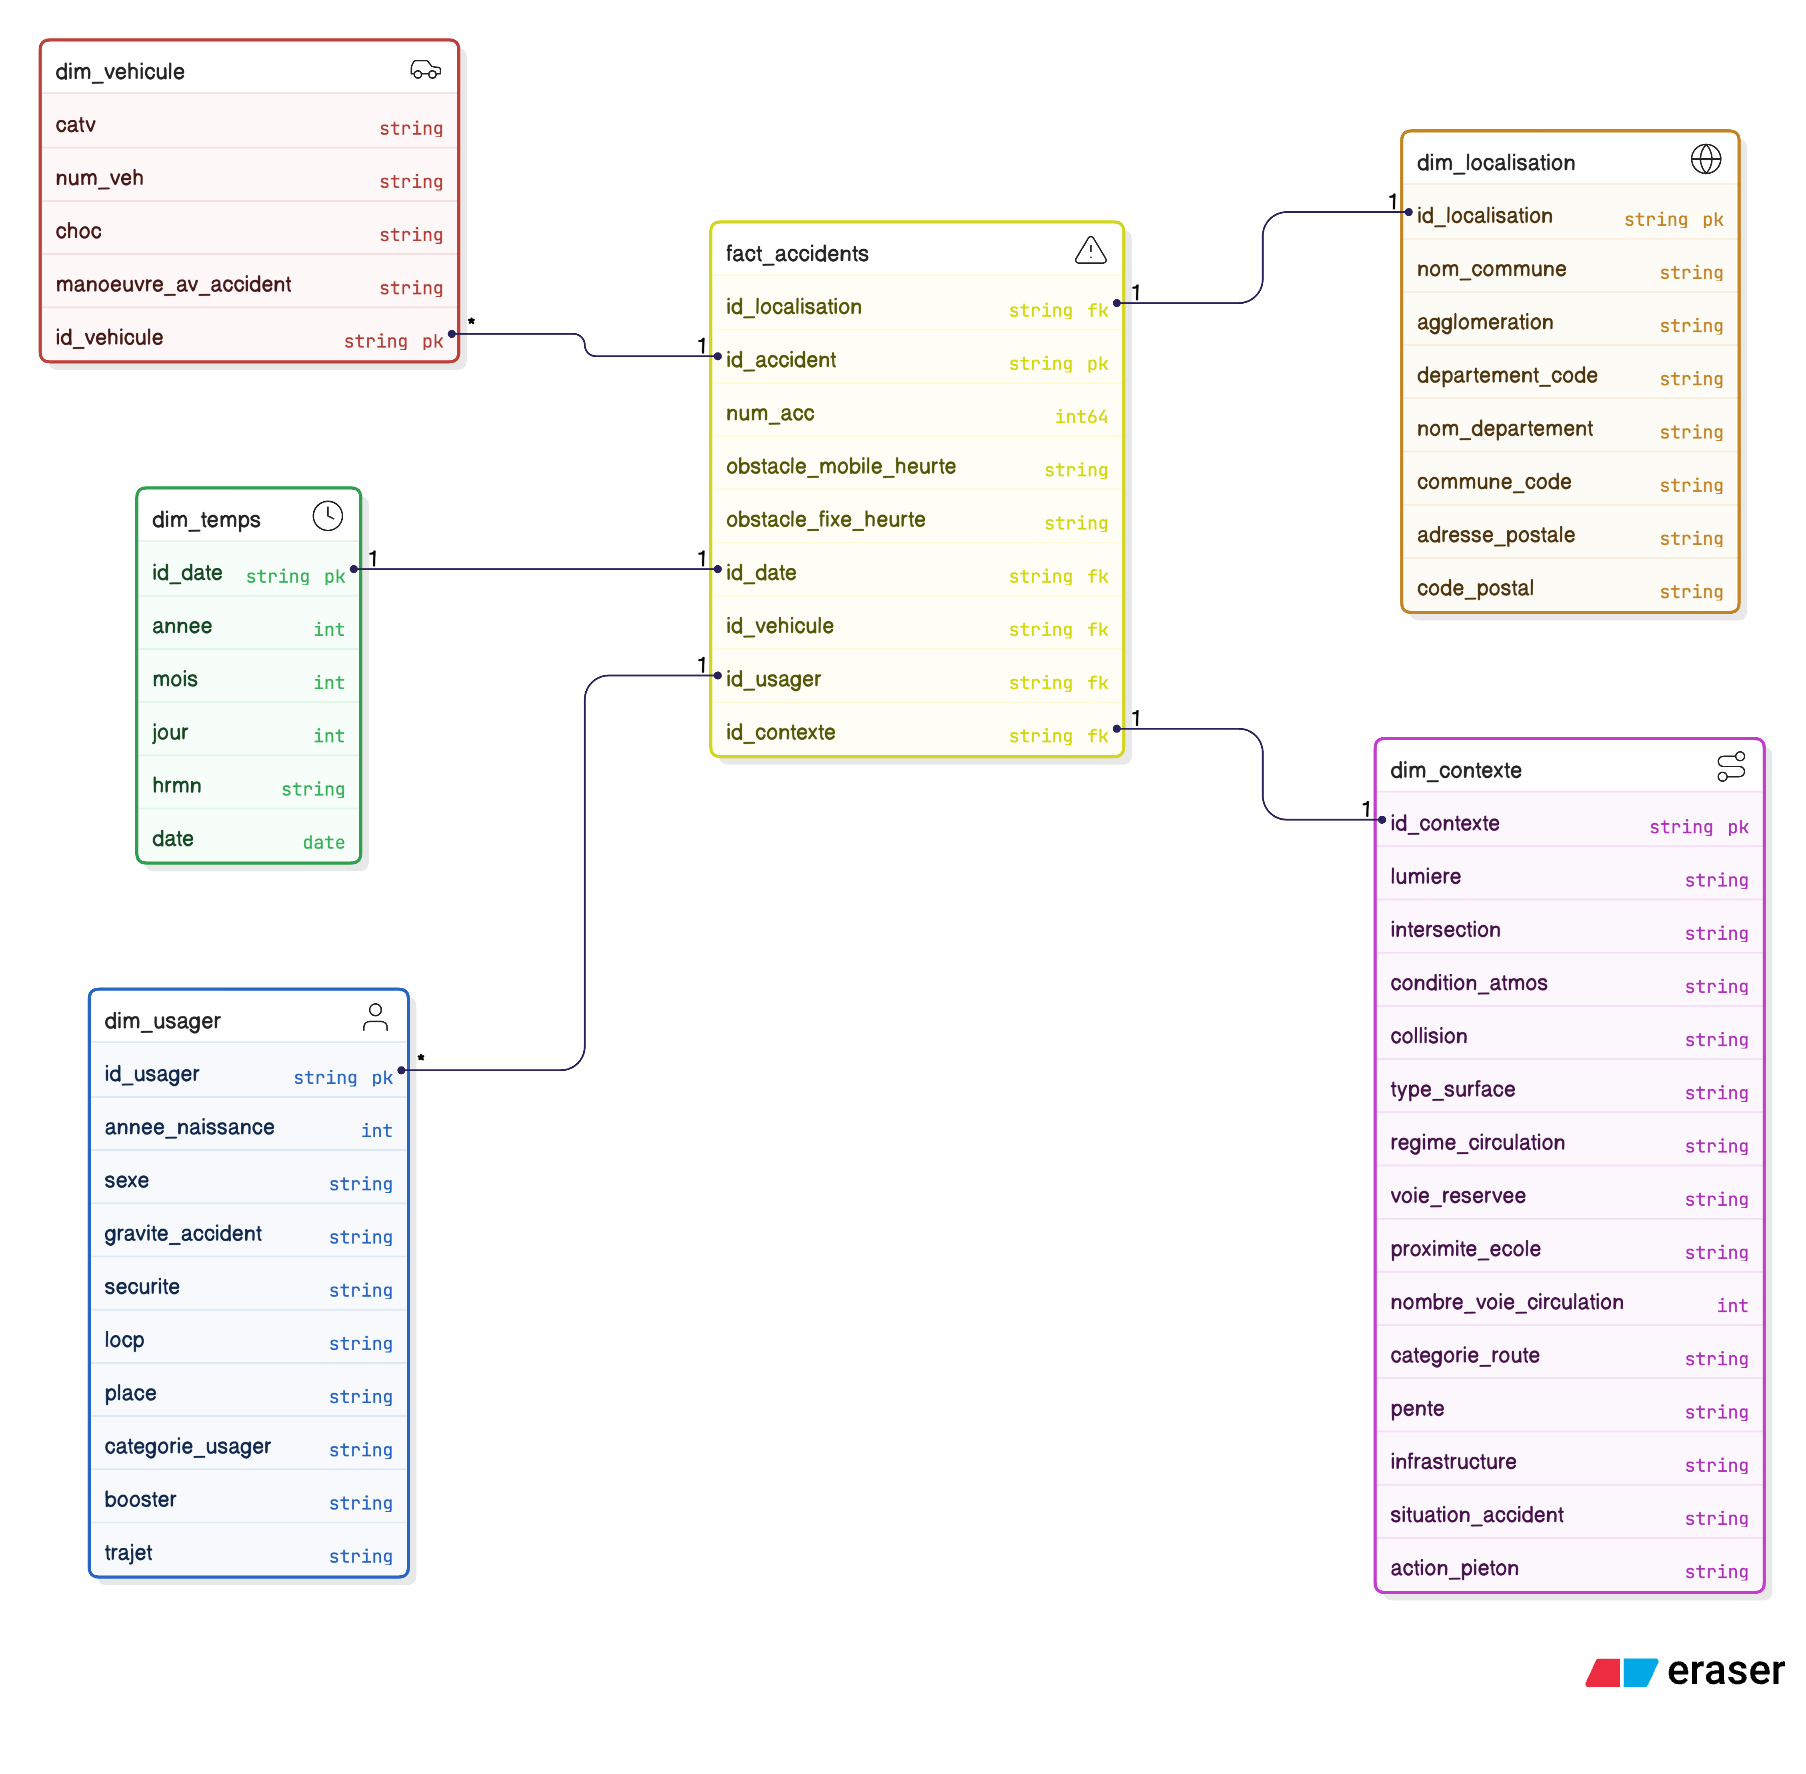 dim_vehicule
catv string
num_veh string
choc string
manoeuvre_av_accident string
id_vehicule string pk
*
1
dim_temps
id_date string pk
annee int
mois int
jour int
hrmn string
date date
1
1
dim_usager
id_usager string pk
annee_naissance int
sexe string
gravite_accident string
securite string
locp string
place string
categorie_usager string
booster string
trajet string
*
1
fact_accidents
id_localisation string fk
id_accident string pk
num_acc int64
obstacle_mobile_heurte string
obstacle_fixe_heurte string
id_date string fk
id_vehicule string fk
id_usager string fk
id_contexte string fk
1
1
dim_localisation
id_localisation string pk
nom_commune string
agglomeration string
departement_code string
nom_departement string
commune_code string
adresse_postale string
code_postal string
1
1
dim_contexte
id_contexte string pk
lumiere string
intersection string
condition_atmos string
collision string
type_surface string
regime_circulation string
voie_reservee string
proximite_ecole string
nombre_voie_circulation int
categorie_route string
pente string
infrastructure string
situation_accident string
action_pieton string
eraser